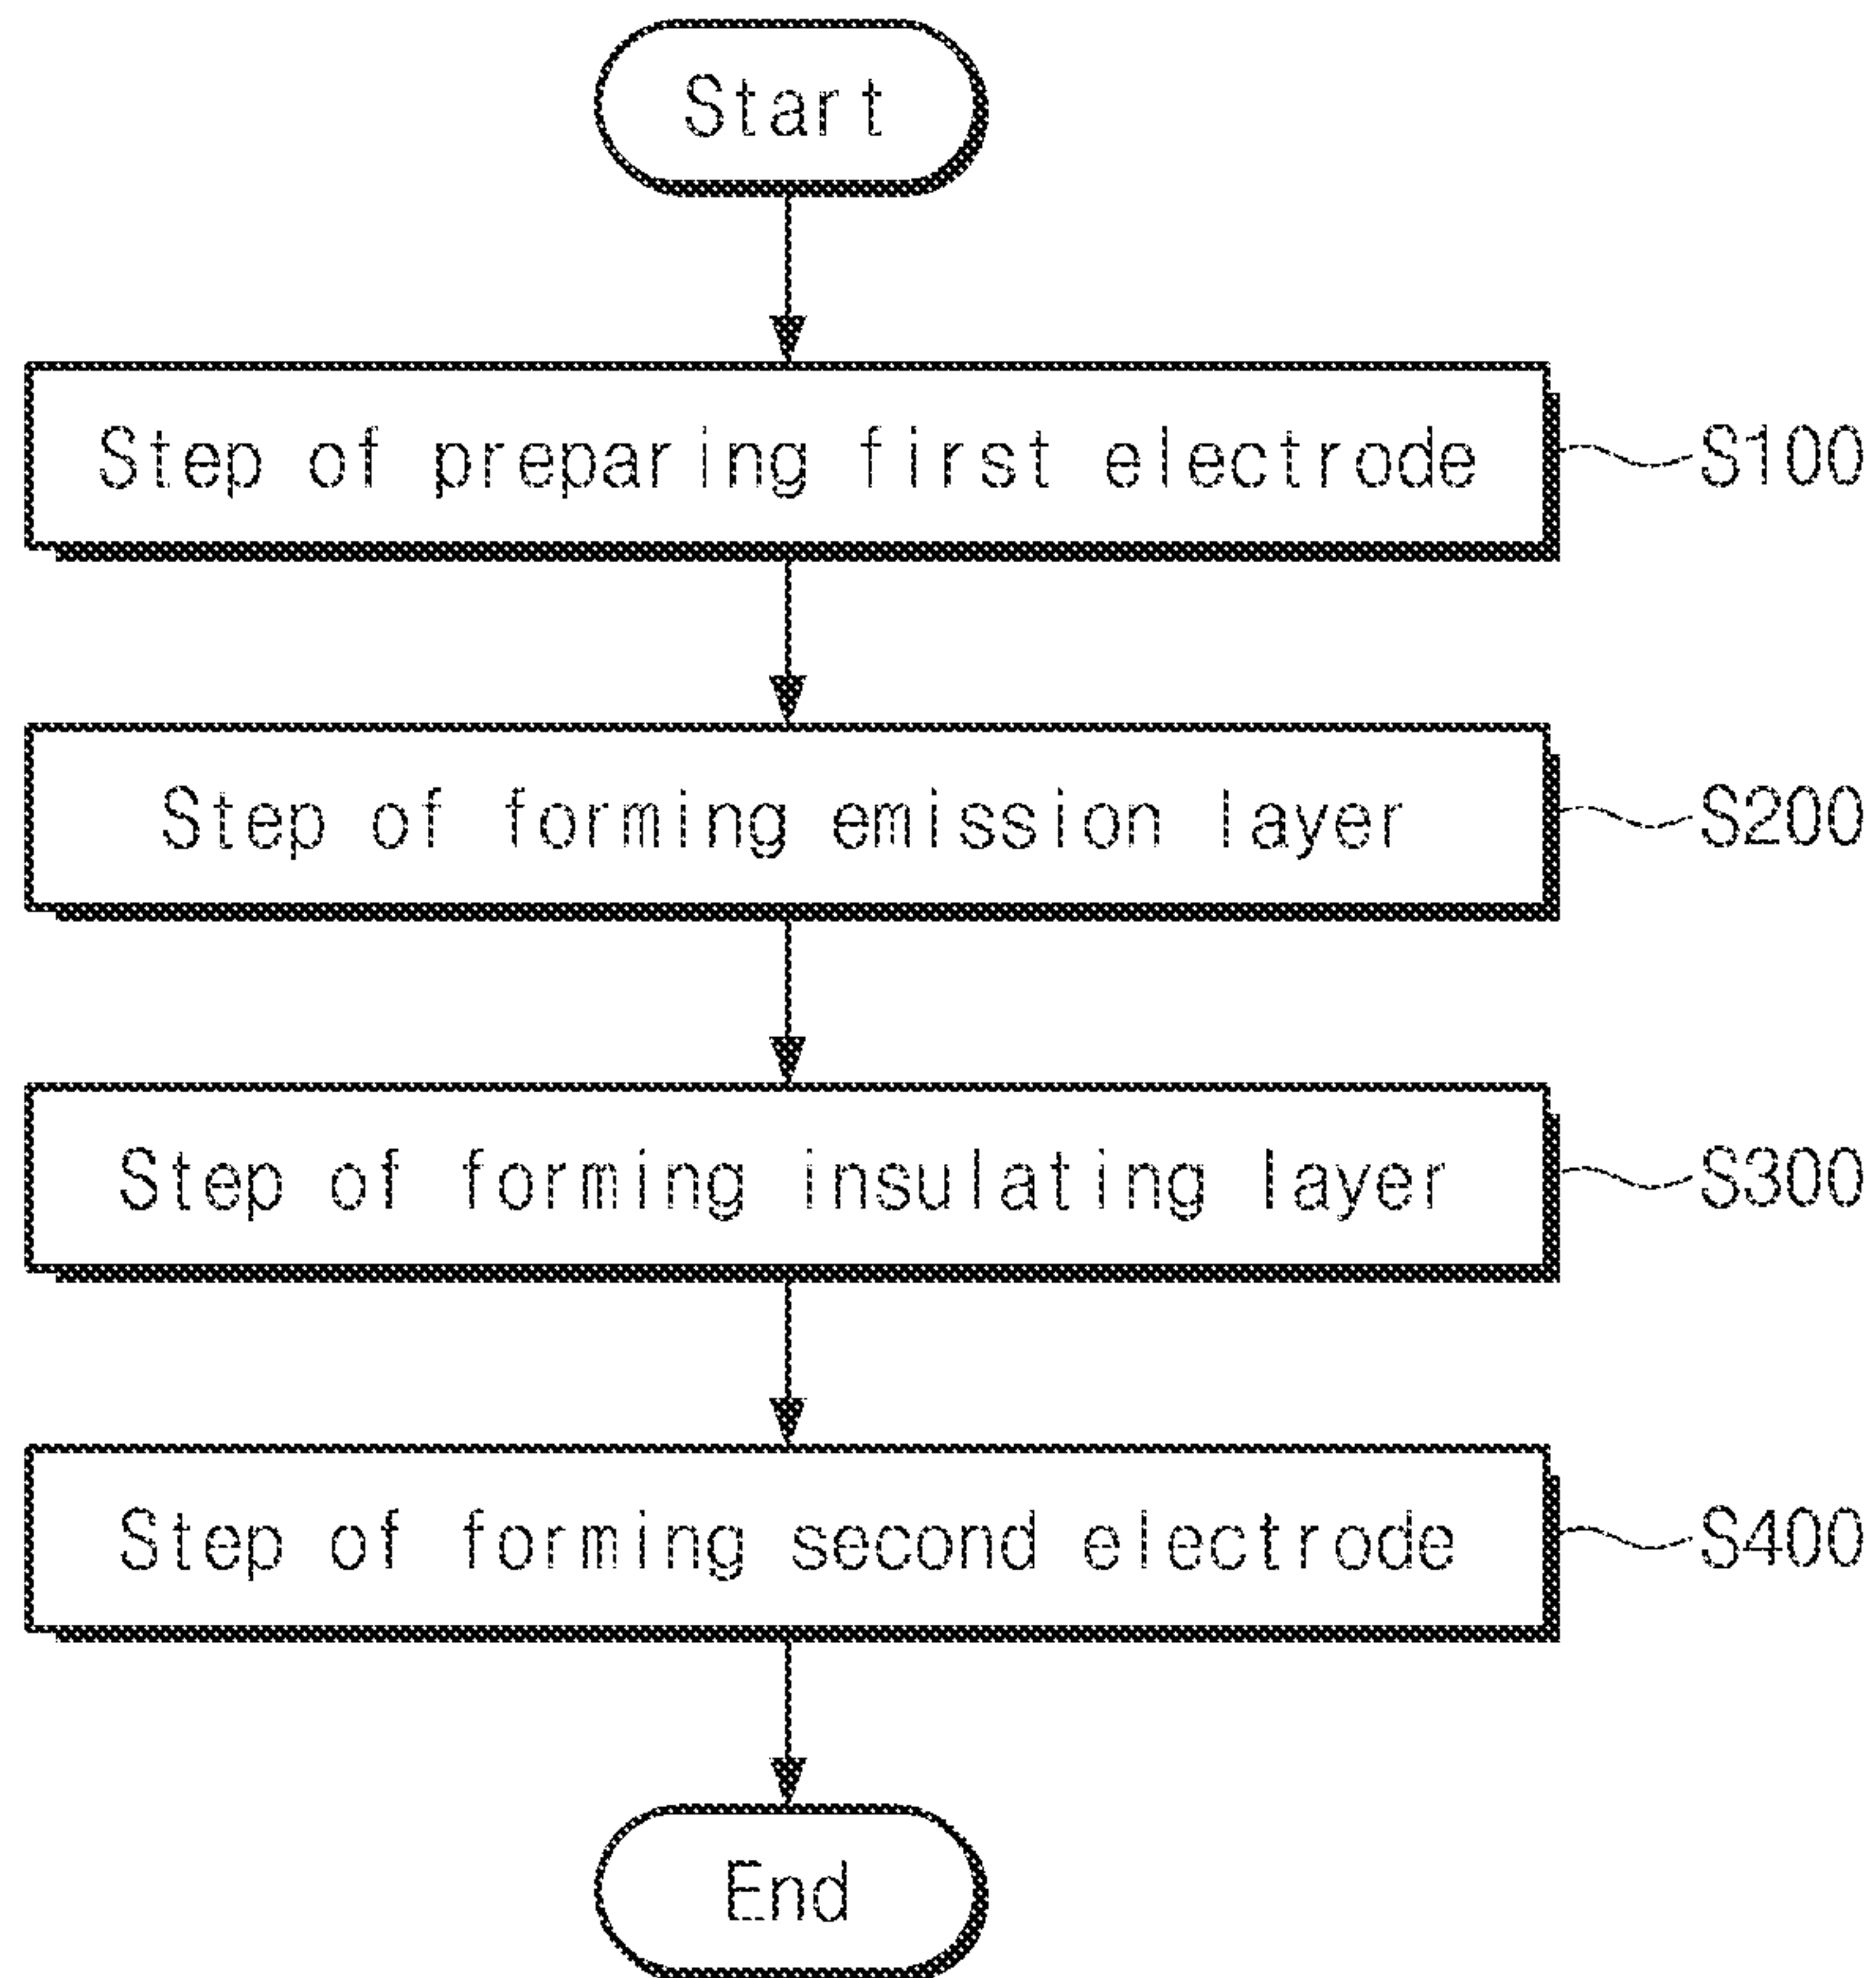 Start
Step of preparing first electrode
S100
Step of forming emission layer
S200
Step of forming insulating layer
S300
Step of forming second electrode
S400
End